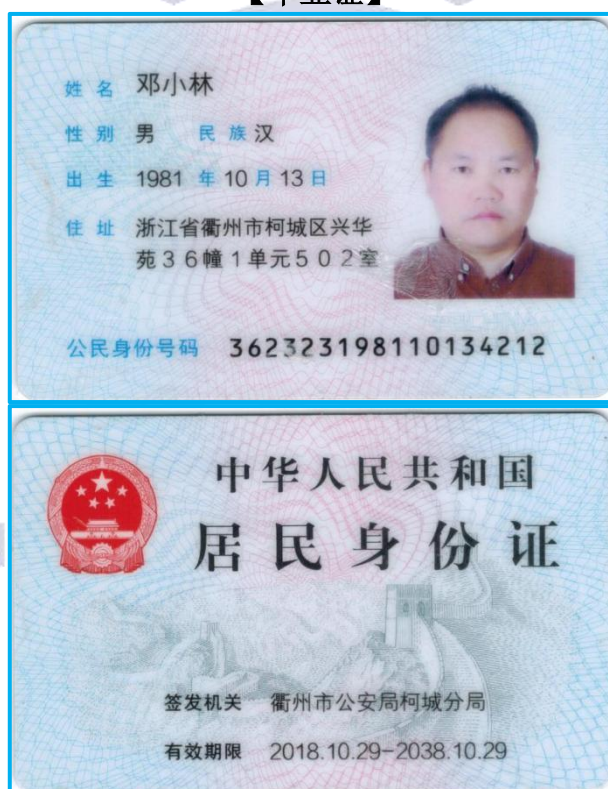 姓名 邓小林
性别 男 民族 汉
出生 1981 年 10 月 13 日
住址 浙江省衢州市柯城区兴华
苑36幢1单元502室
公民身份号码 362323198110134212
中华人民共和国
居民身份证
签发机关 衢州市公安局柯城分局
有效期限 2018.10.29-2038.10.29